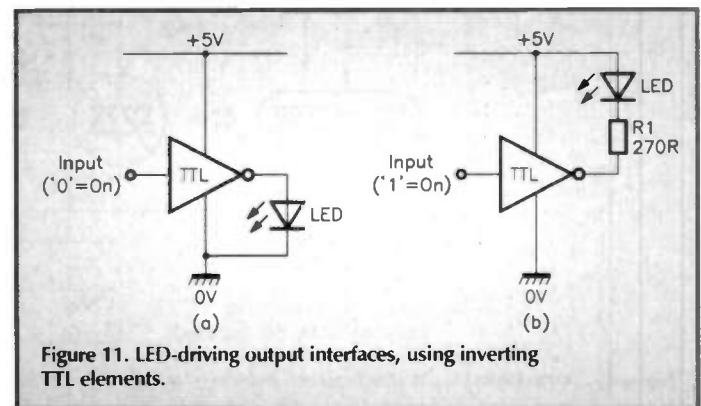 +5V
TTL
Input
('0'=On)
LED
0V
(a)
+5V
LED
R1
270R
TTL
Input
('1'=On)
0V
(b)
Figure 11. LED-driving output interfaces, using inverting
TTL elements.